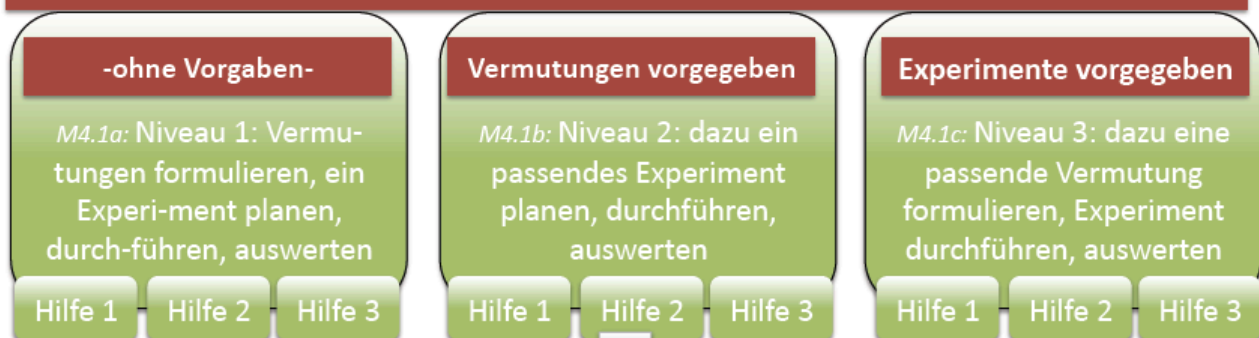 -ohne Vorgaben-
M4.1a: Niveau 1: Vermu-
tungen formulieren, ein
Experi-ment planen,
durch-führen, auswerten
Hilfe 1
Hilfe 2
Hilfe 3
Vermutungen vorgegeben
M4.1b: Niveau 2: dazu ein
passendes Experiment
planen, durchführen,
auswerten
Hilfe 1
Hilfe 2
Hilfe 3
Experimente vorgegeben
M4.1c: Niveau 3: dazu eine
passende Vermutung
formulieren, Experiment
durchführen, auswerten
Hilfe 1
Hilfe 2
Hilfe 3